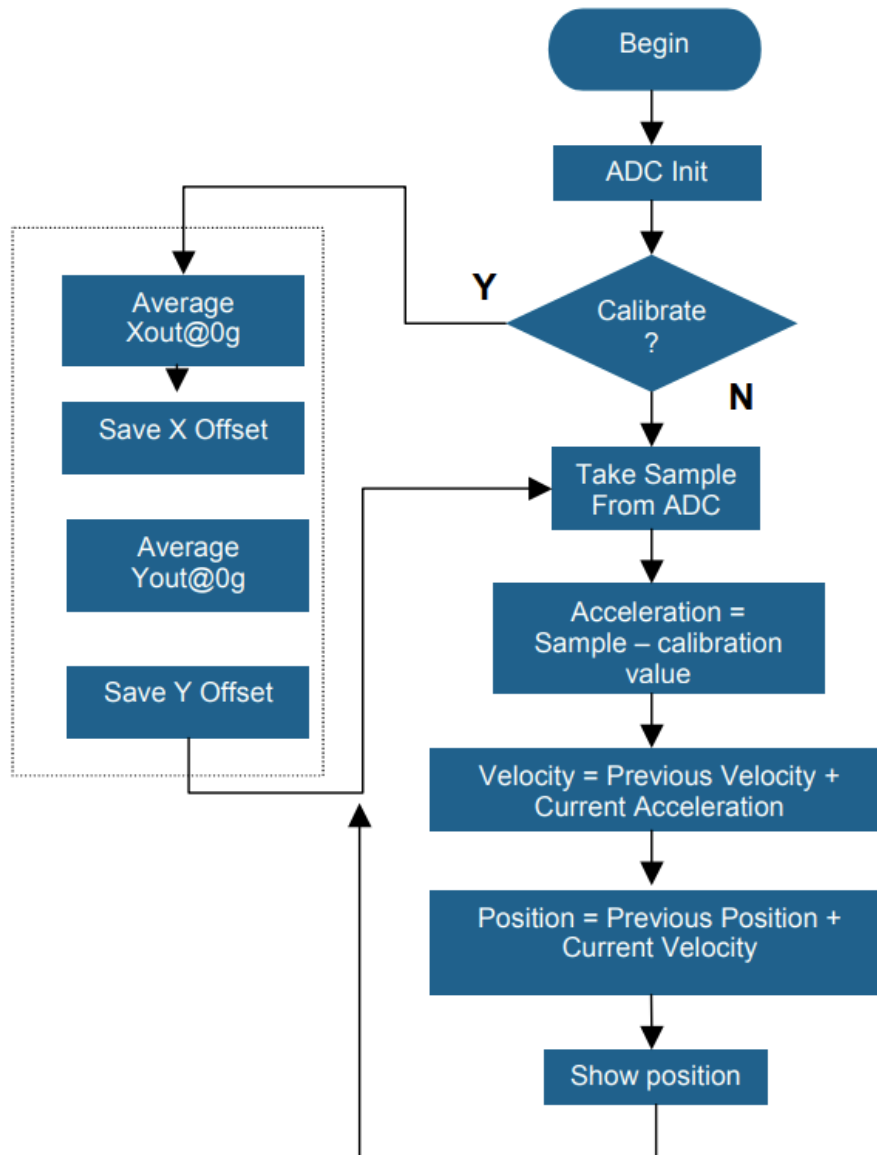 Begin
ADC Init
Calibrate
?
Y
N
Average
Xout@0g
Save X Offset
Average
Yout@0g
Save Y Offset
Take Sample
From ADC
Acceleration =
Sample – calibration
value
Velocity = Previous Velocity +
Current Acceleration
Position = Previous Position +
Current Velocity
Show position